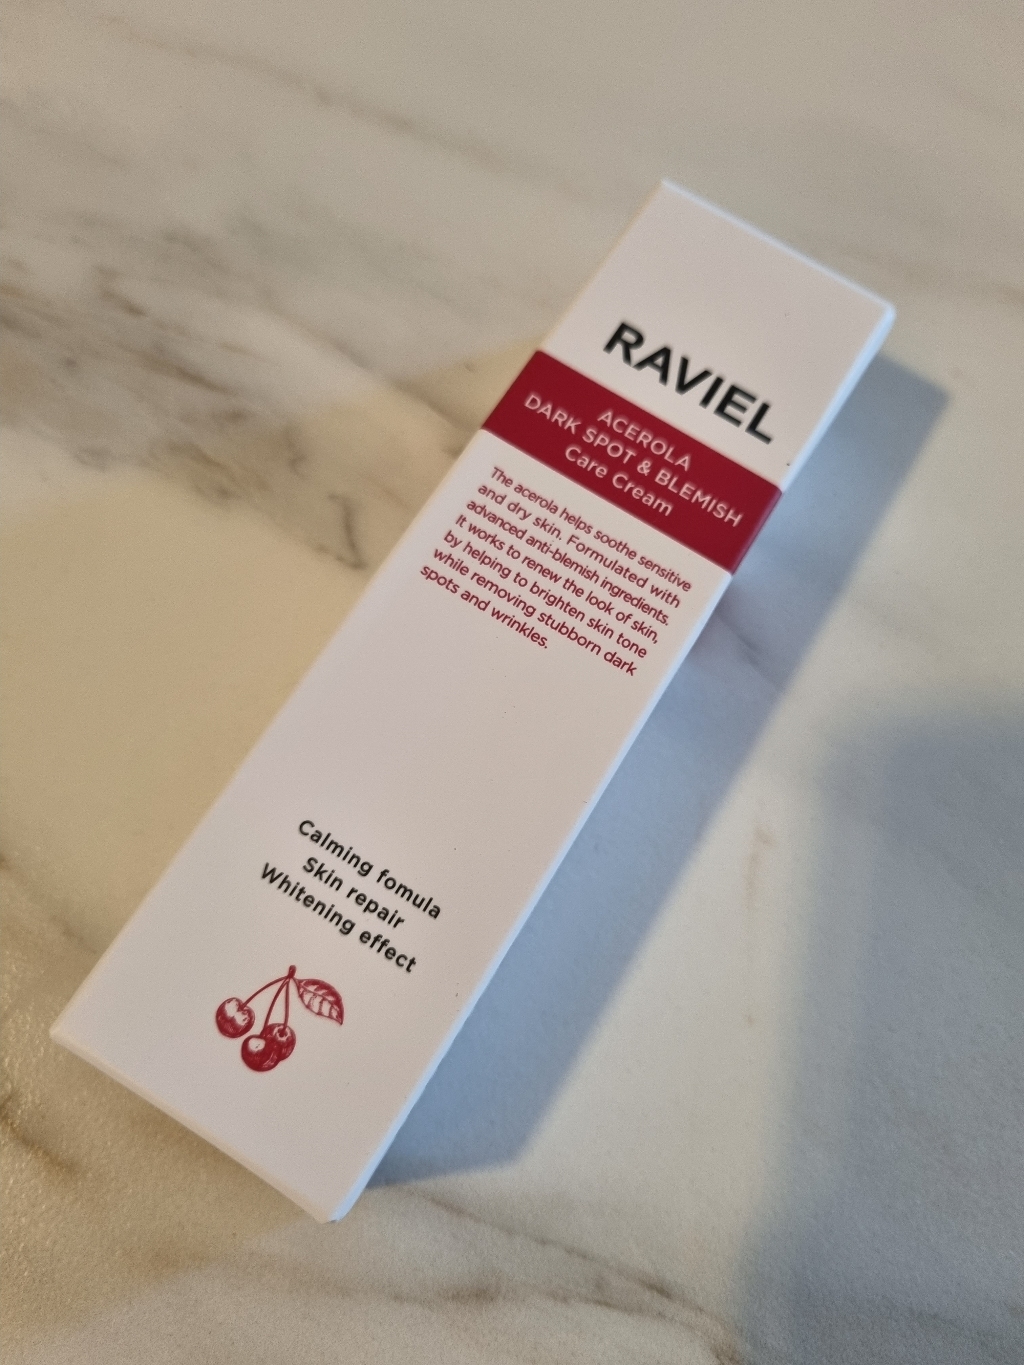 RAVIEL
ACEROLA
DARK SPOT & BLEMISH
Care Cream
The acerola helps soothe sensitive
and dry skin. Formulated with
advanced anti-blemish ingredients.
It works to renew the look of skin,
by helping to brighten skin tone
while removing stubborn dark
spots and wrinkles.
Calming fomula
Skin repair
Whitening effect